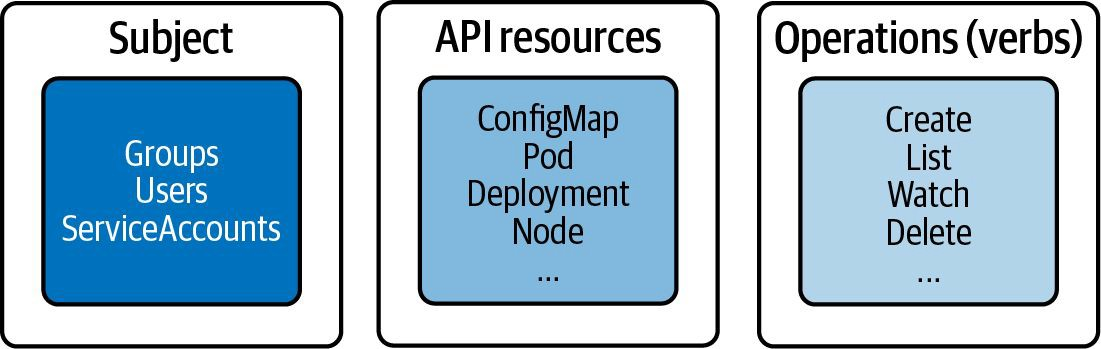 Subject
Groups
Users
ServiceAccounts
API resources
ConfigMap
Pod
Deployment
Node
...
Operations (verbs)
Create
List
Watch
Delete
...